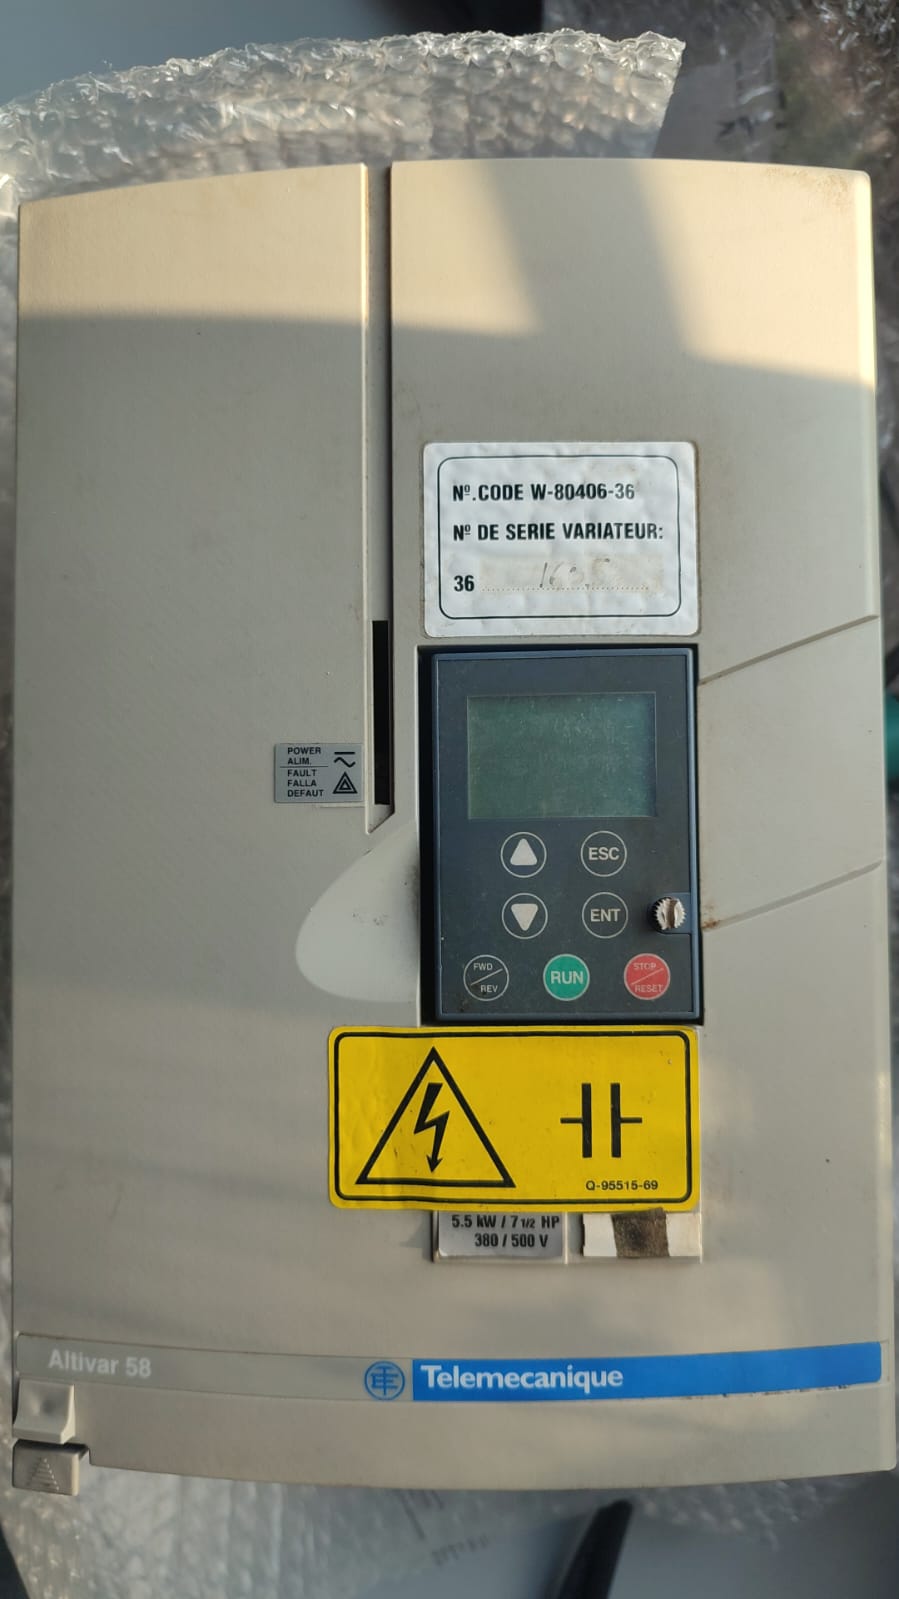 Nº.CODE W-80406-36
Nº DE SERIE VARIATEUR:
36
POWER
ALIM.
FAULT
FALLA
DEFAUT
ESC
ENT
FWD
REV
RUN
STOP
RESET
Q-95515-69
5.5 kW / 7 1/2 HP
380 / 500 V
Altivar 58
Telemecanique